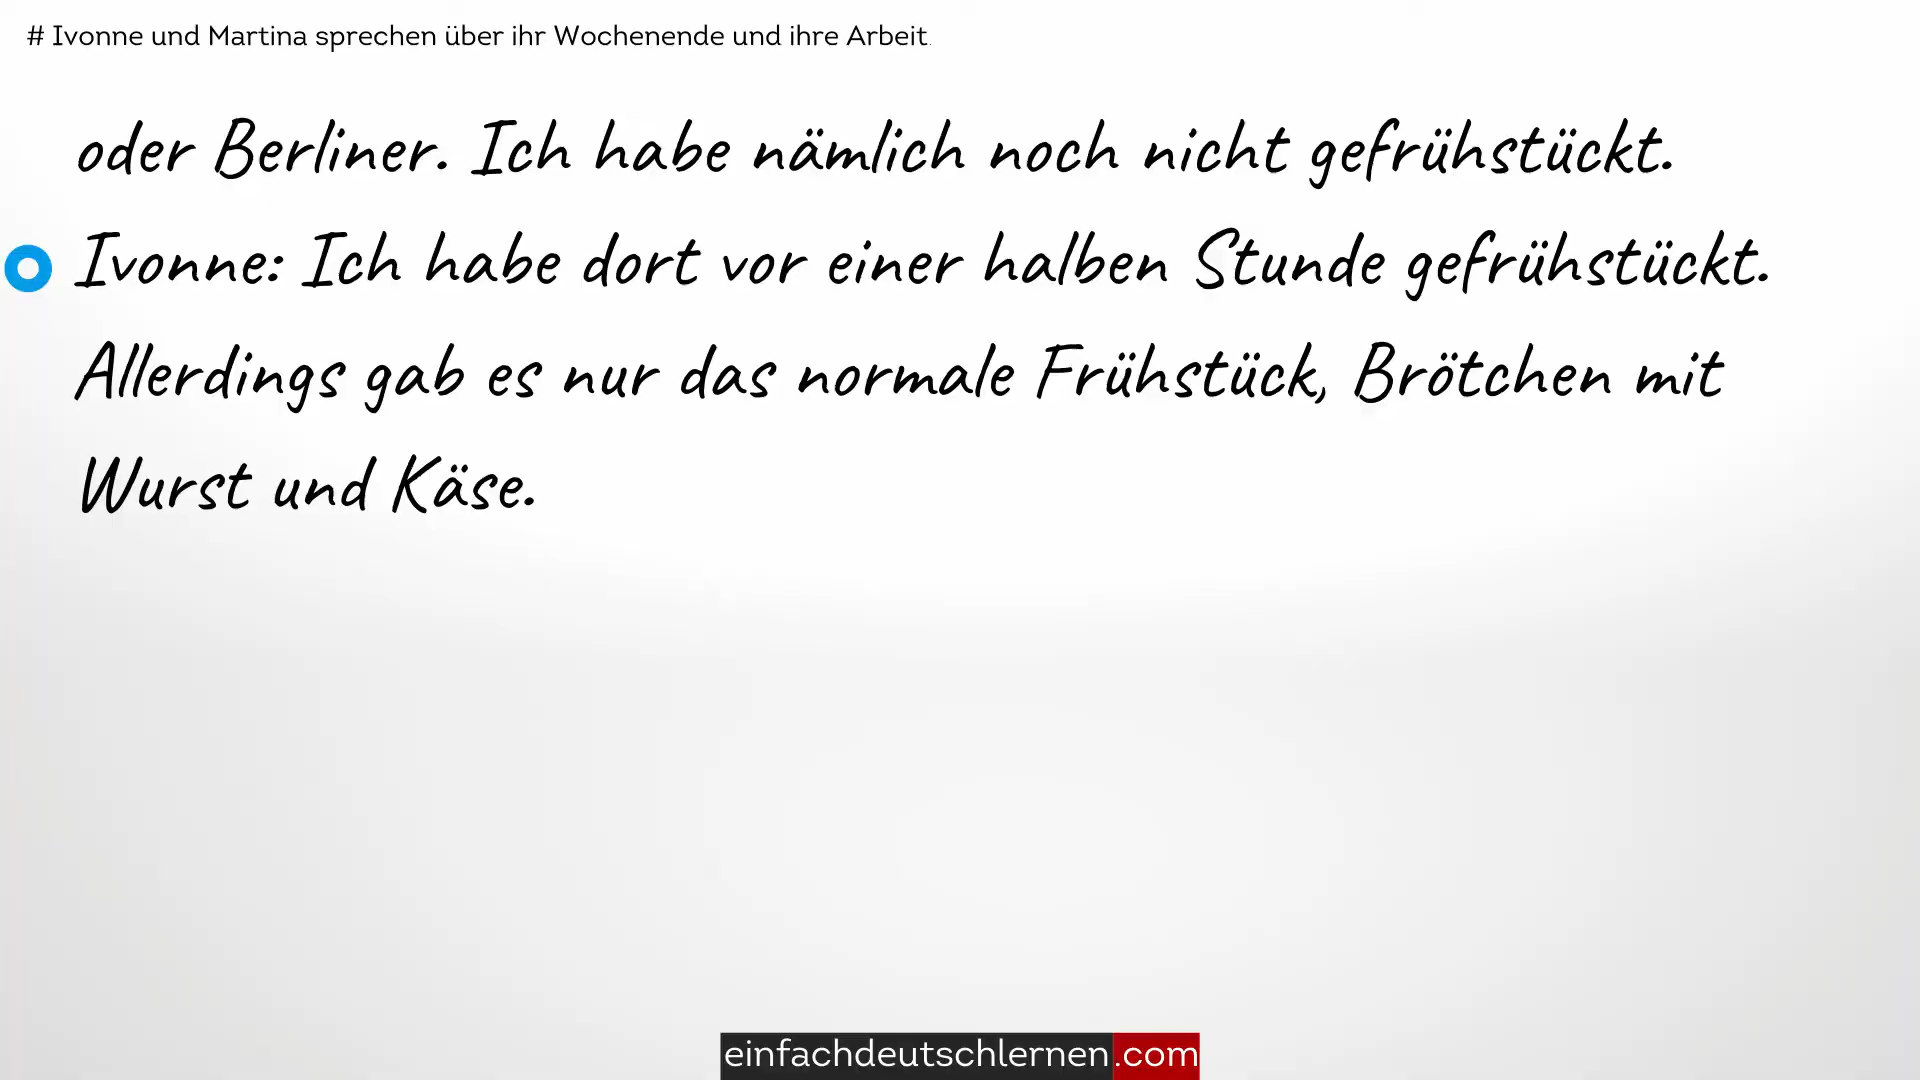 # Ivonne und Martina sprechen über ihr Wochenende und ihre Arbeit.
oder Berliner. Ich habe nämlich noch nicht gefrühstückt.
Ivonne: Ich habe dort vor einer halben Stunde gefrühstückt.
Allerdings gab es nur das normale Frühstück, Brötchen mit
Wurst und Käse.
einfachdeutschlernen.com